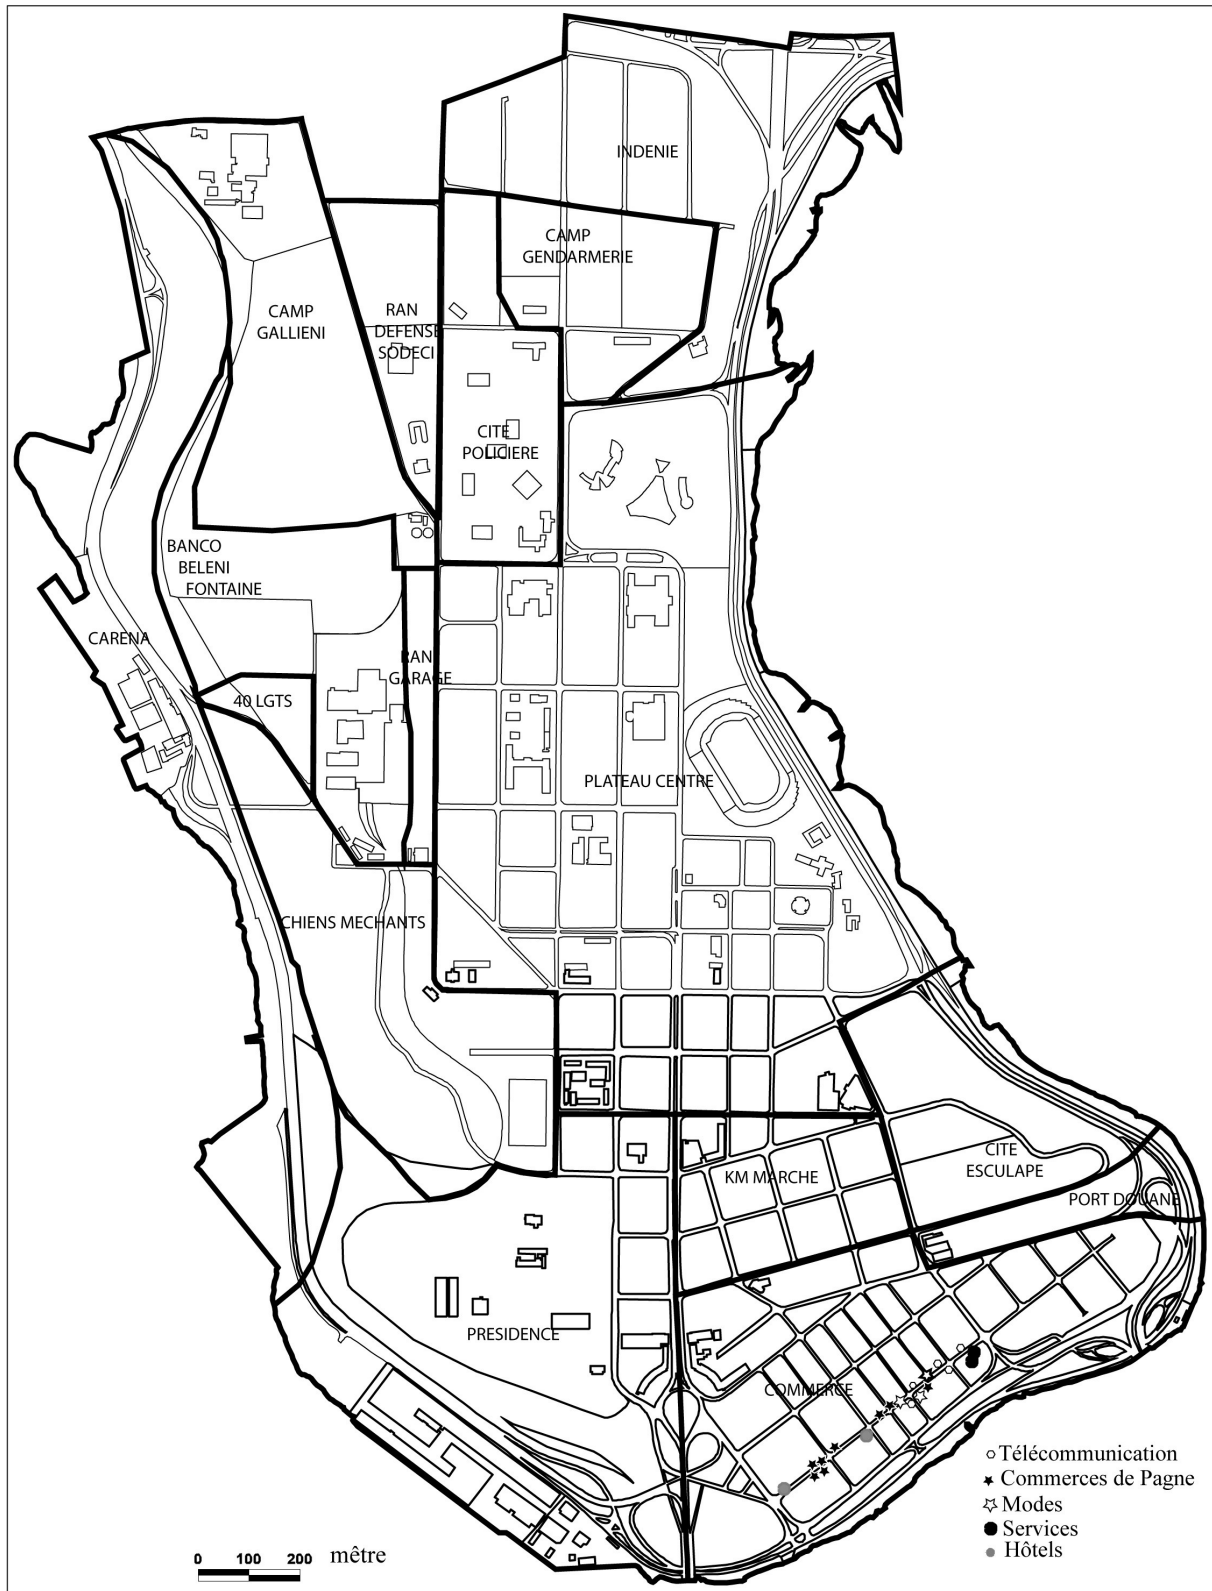 INDENIE
CAMP
GENDARMERIE
CAMP
GALLIENI
RAN
DEFENSE
SODECI
CITE
POLICIERE
BANCO
BELENI
FONTAINE
CARENA
RAN
GARAGE
40 LGTS
PLATEAU CENTRE
CHIENS MECHANTS
CITE
ESCULAPE
KM MARCHE
PORT DOUANE
PRESIDENCE
COMMERCE
Télécommunication
Commerces de Pagne
Modes
Services
Hôtels
0 100 200 mêtre